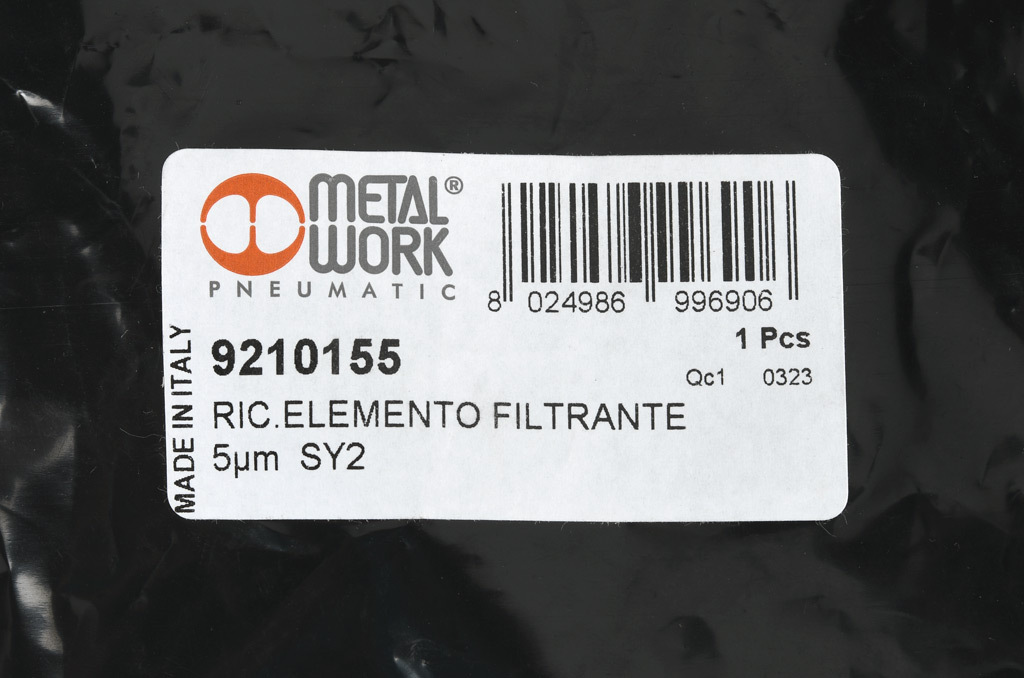 METAL®
WORK
PNEUMATIC
8 024986 996906
1 Pcs
9210155
Qc1 0323
RIC.ELEMENTO FILTRANTE
5µm SY2
MADE IN ITALY